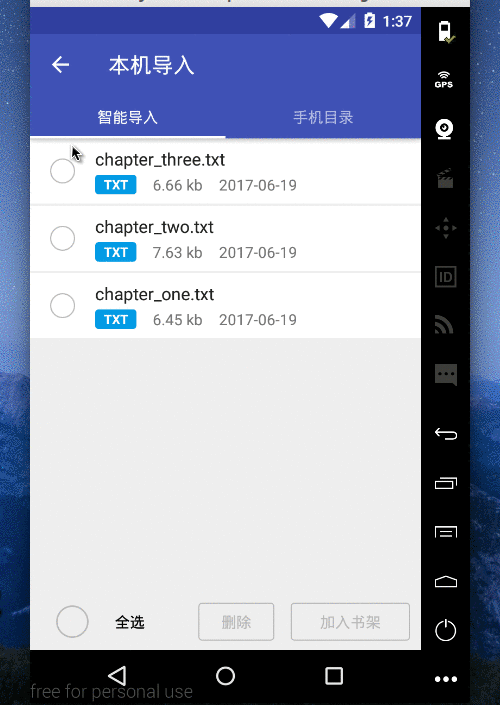 1:37
本机导入
智能导入
手机目录
chapter_three.txt
TXT 6.66 kb 2017-06-19
chapter_two.txt
TXT 7.63 kb 2017-06-19
chapter_one.txt
TXT 6.45 kb 2017-06-19
全选
删除
加入书架
GPS
ID
free for personal use